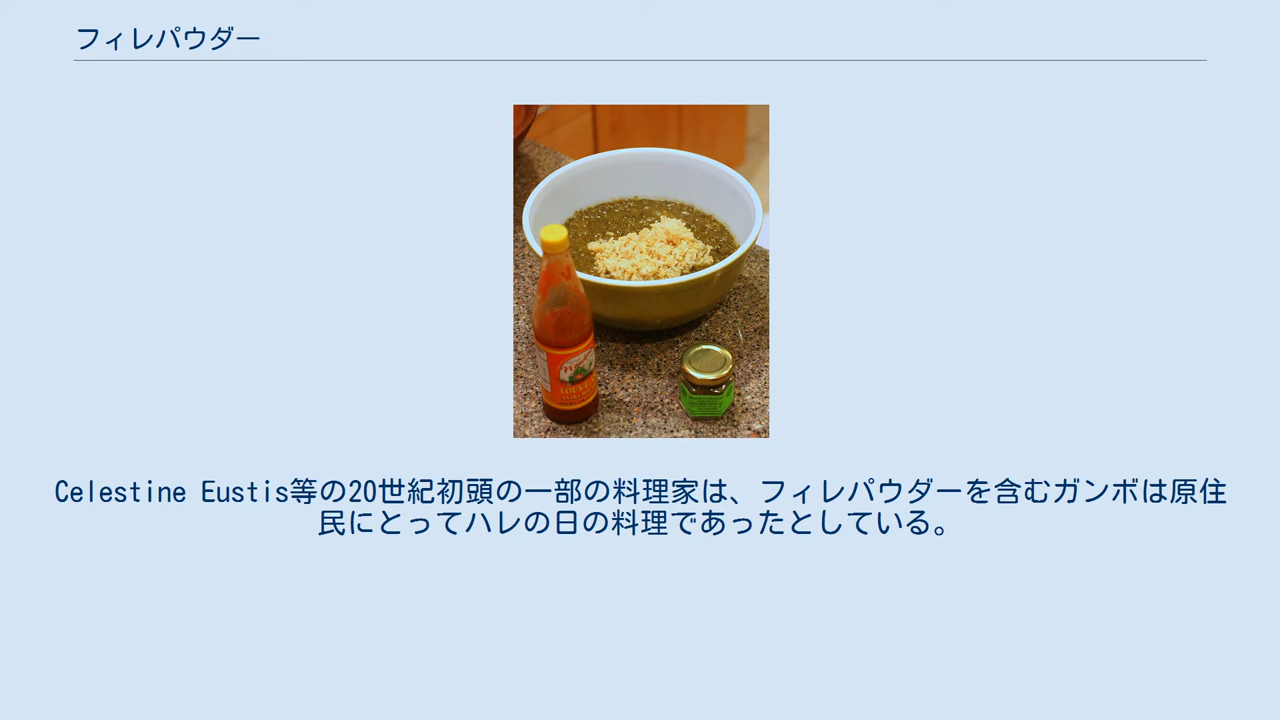 フィレパウダー
Celestine Eustis等の20世紀初頭の一部の料理家は、フィレパウダーを含むガンボは原住
民にとってハレの日の料理であったとしている。